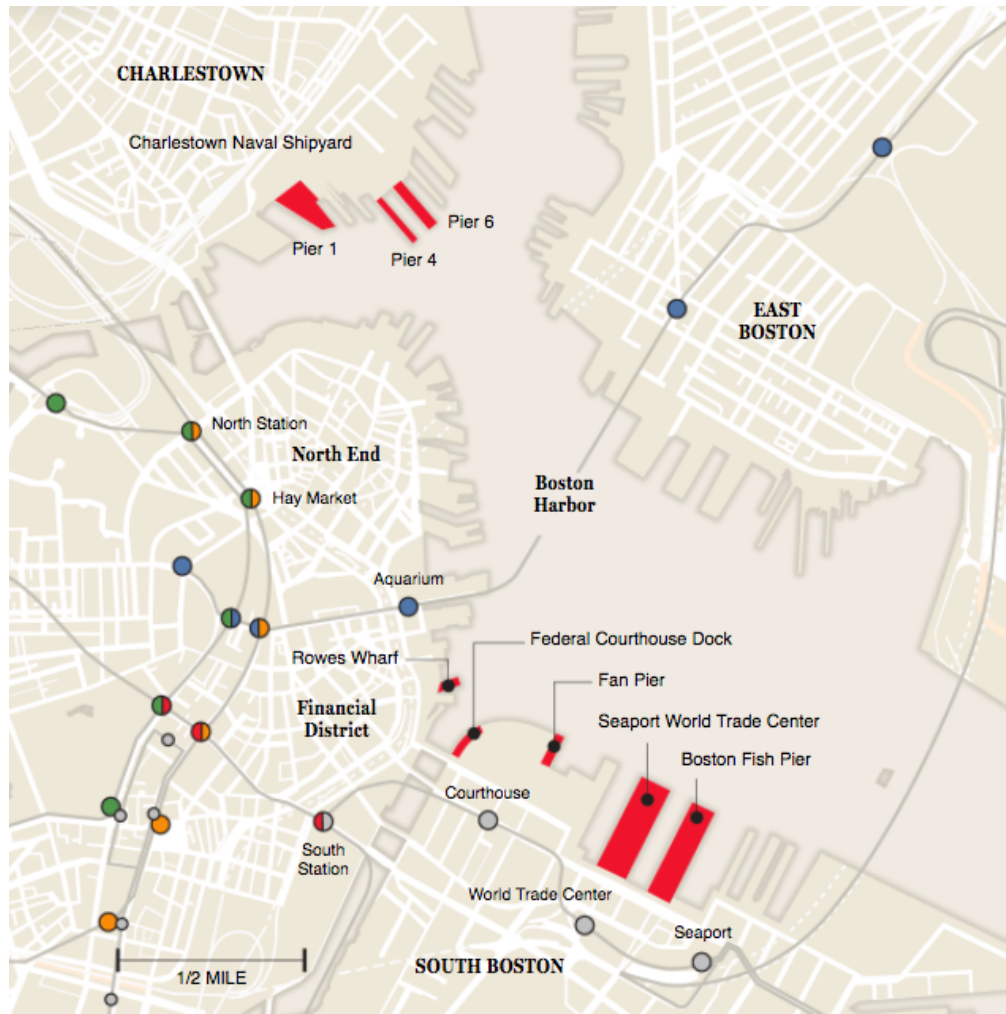 CHARLESTOWN
Charlestown Naval Shipyard
Pier 6
Pier 1
Pier 4
EAST
BOSTON
North Station
North End
Hay Market
Boston
Harbor
Aquarium
Federal Courthouse Dock
Rowes Wharf
Fan Pier
Financial
District
Seaport World Trade Center
Boston Fish Pier
Courthouse
South
Station
World Trade Center
Seaport
SOUTH BOSTON
1/2 MILE